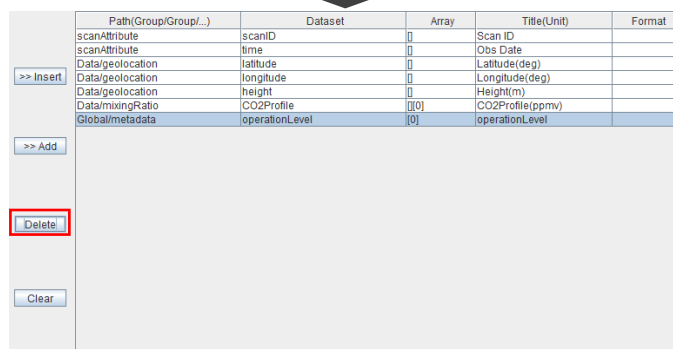 Path(Group/Group/...) Dataset Array Title(Unit) Format
scanAttribute scanID [] Scan ID
scanAttribute time [] Obs Date
Data/geolocation latitude [] Latitude(deg)
>> Insert
Data/geolocation longitude [] Longitude(deg)
Data/geolocation height [] Height(m)
Data/mixingRatio CO2Profile [][0] CO2Profile(ppmv)
Global/metadata operationLevel [0] operationLevel
>> Add
Delete
Clear